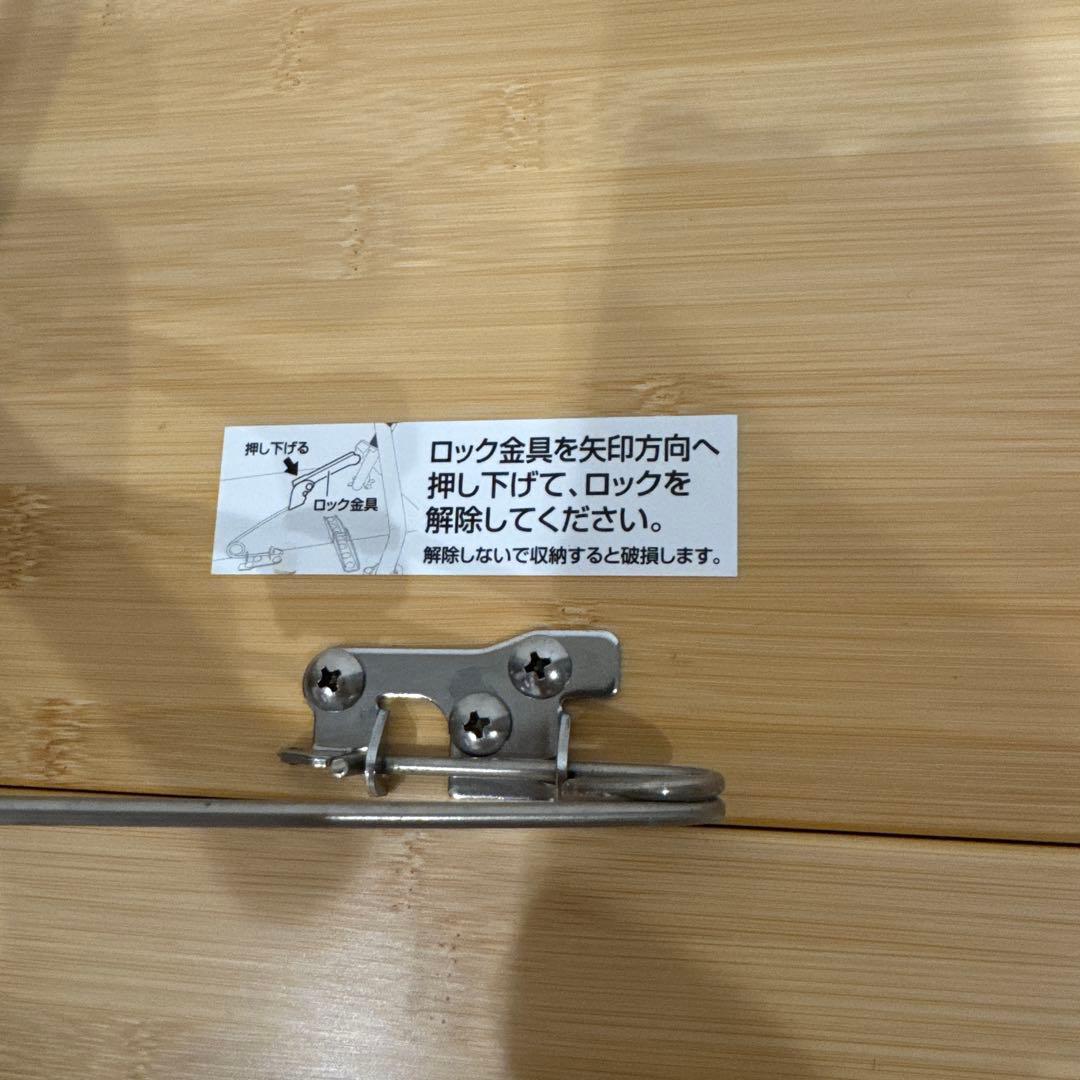 押し下げる
ロック金具
ロック金具を矢印方向へ
押し下げて、ロックを
解除してください。
解除しないで収納すると破損します。